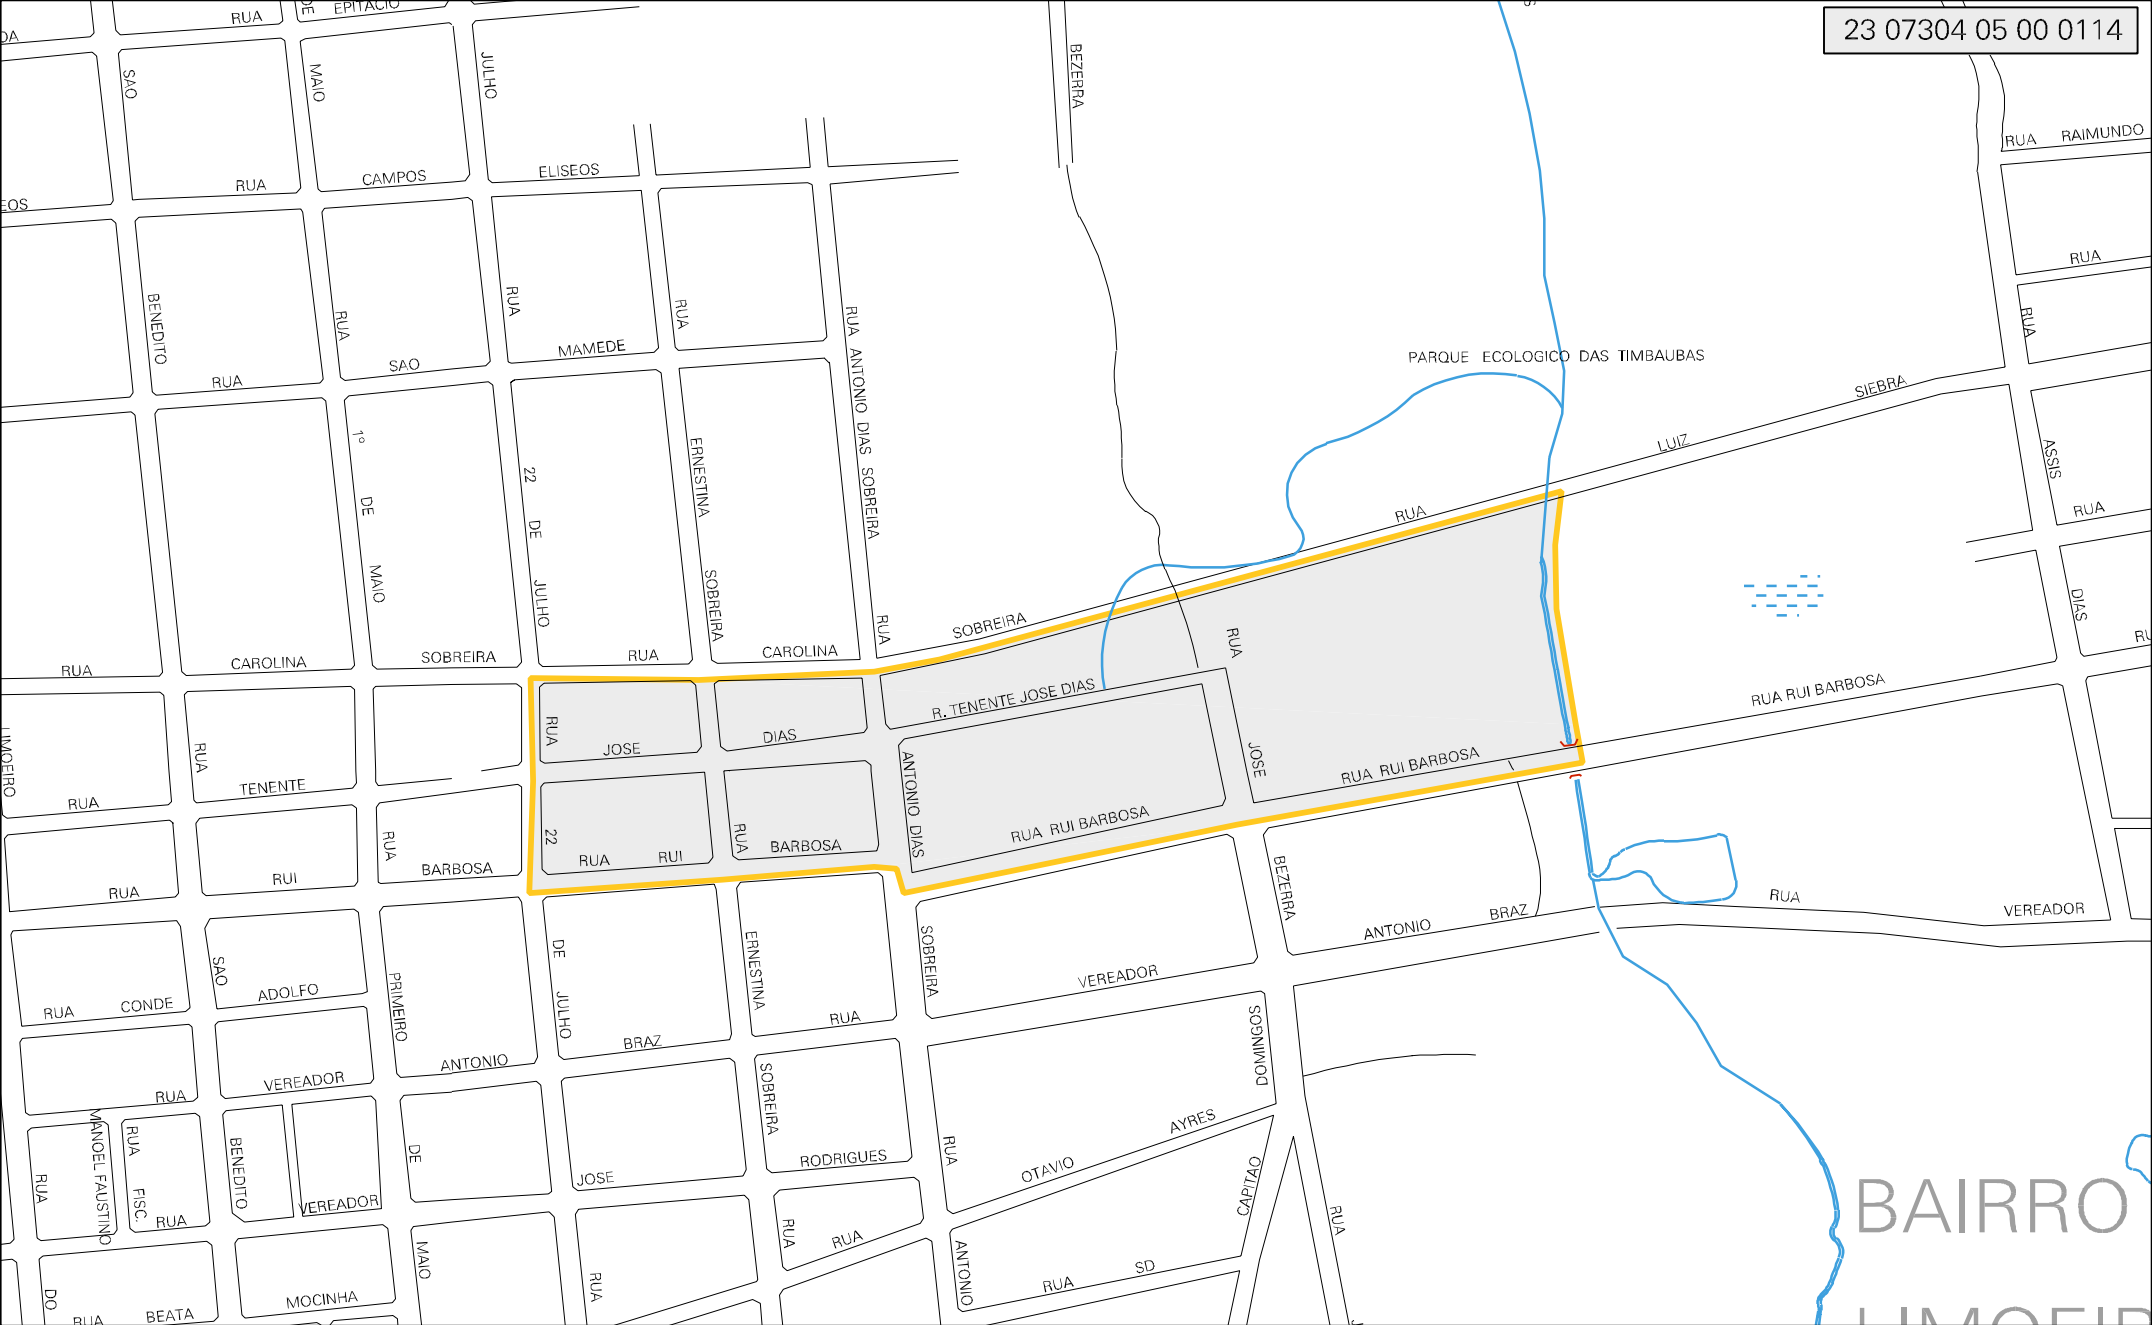 23 07304 05 00 0114
RUA
EPITACIO
SAO
MAIO
JULHO
BEZERRA
RUA RAIMUNDO
RUA CAMPOS ELISEOS
EOS
RUA
BENEDITO
RUA
RUA
RUA
RUA
RUA ANTONIO DIAS SOBREIRA
RUA SAO MAMEDE
PARQUE ECOLOGICO DAS TIMBAUBAS
RUA LUIZ SIEBRA
1º DE MAIO
22 DE JULHO
ERNESTINA SOBREIRA
ASSIS
RUA
DIAS
RUA
SOBREIRA
RUA
RUA CAROLINA SOBREIRA
RUA CAROLINA
RUA JOSE
R. TENENTE JOSE DIAS
RUA RUI BARBOSA
LIMOEIRO
RUA
RUA
JOSE DIAS
RUA TENENTE
22
RUA
RUA
ANTONIO DIAS
RUA RUI BARBOSA
RUA RUI BARBOSA
RUA RUI BARBOSA
RUA RUI BARBOSA
BEZERRA
RUA VEREADOR
ANTONIO BRAZ
SAO
PRIMEIRO
DE JULHO
ERNESTINA
SOBREIRA
VEREADOR
RUA
RUA CONDE ADOLFO
BRAZ
ANTONIO
VEREADOR
RUA
DOMINGOS
SOBREIRA
MANOEL FAUSTINO
RUA FISC.
BENEDITO
DE
RUA
RUA
OTAVIO AYRES
RODRIGUES
JOSE
VEREADOR
RUA
CAPITAO
RUA
RUA
RUA
BAIRRO
MAIO
RUA
ANTONIO
RUA SD
DO
RUA BEATA MOCINHA